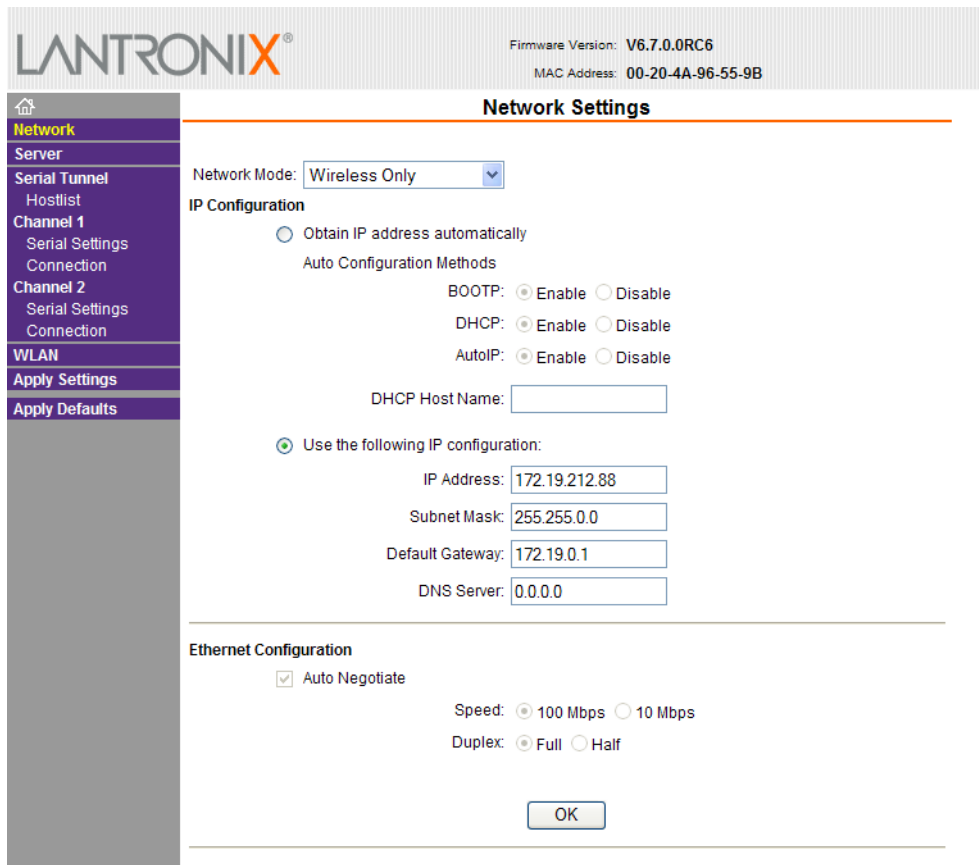 LANTRONIX®
Firmware Version: V6.7.0.0RC6
MAC Address: 00-20-4A-96-55-9B
Network
Server
Serial Tunnel
Hostlist
Channel 1
Serial Settings
Connection
Channel 2
Serial Settings
Connection
WLAN
Apply Settings
Apply Defaults
Network Settings
Network Mode: Wireless Only
IP Configuration
Obtain IP address automatically
Auto Configuration Methods
BOOTP: Enable Disable
DHCP: Enable Disable
AutoIP: Enable Disable
DHCP Host Name:
Use the following IP configuration:
IP Address: 172.19.212.88
Subnet Mask: 255.255.0.0
Default Gateway: 172.19.0.1
DNS Server: 0.0.0.0
Ethernet Configuration
Auto Negotiate
Speed: 100 Mbps 10 Mbps
Duplex: Full Half
OK